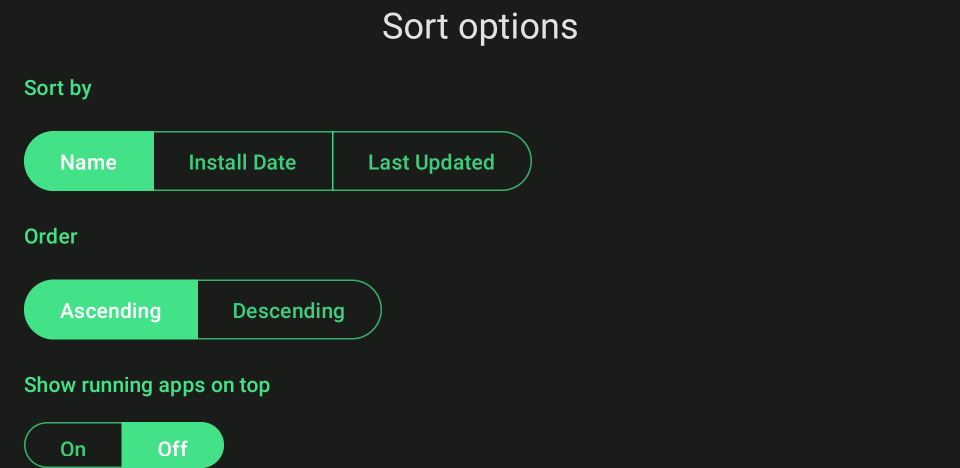 Sort options
Sort by
Name Install Date Last Updated
Order
Ascending Descending
Show running apps on top
On Off